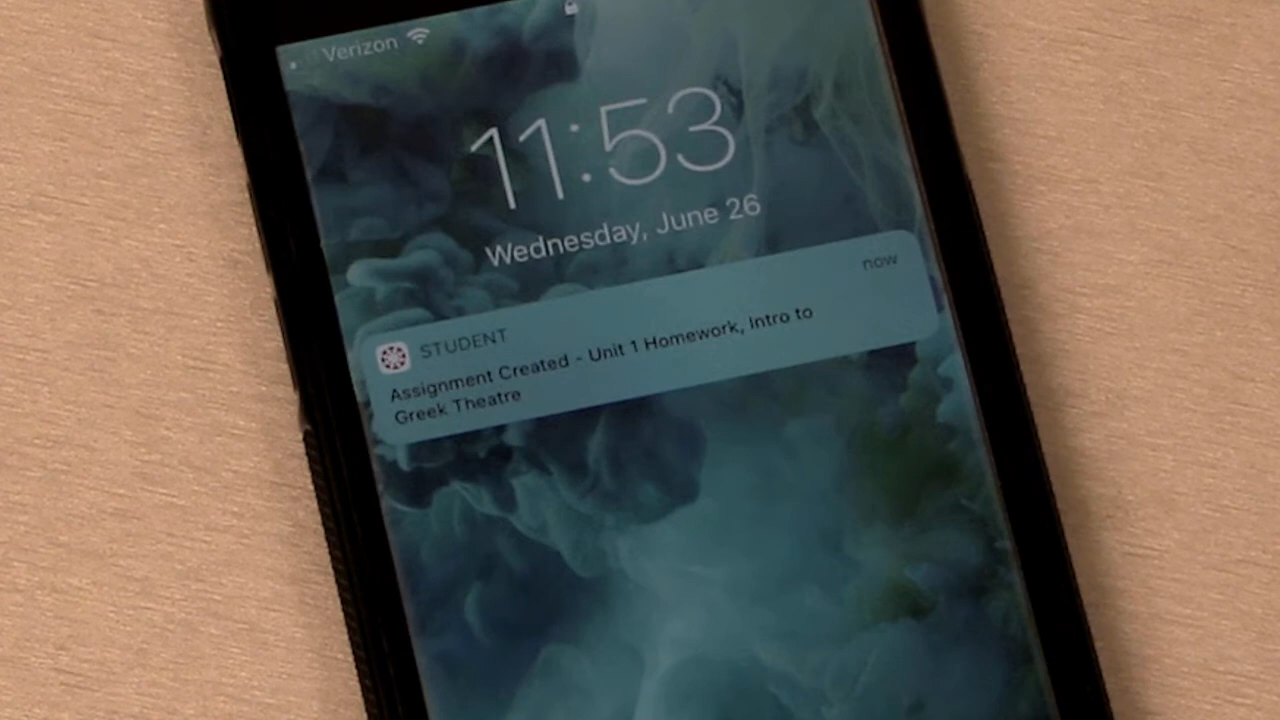 Verizon
11:53
Wednesday, June 26
STUDENT
now
Assignment Created - Unit 1 Homework, Intro to
Greek Theatre